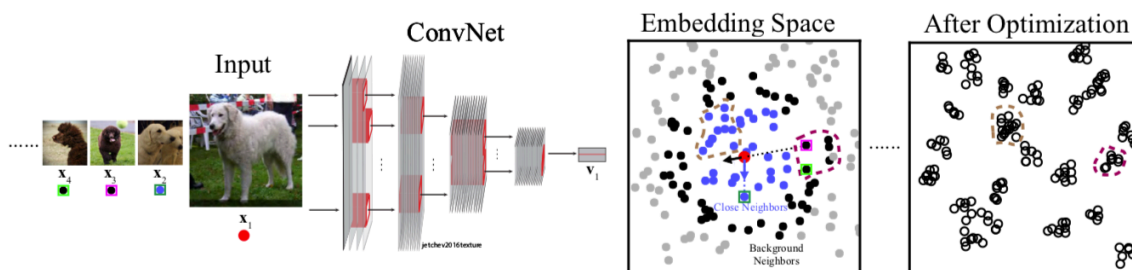 Input
ConvNet
Embedding Space
After Optimization
......
x4
x3
x2
x1
jetchev2016texture
v1
Close Neighbors
Background
Neighbors
......